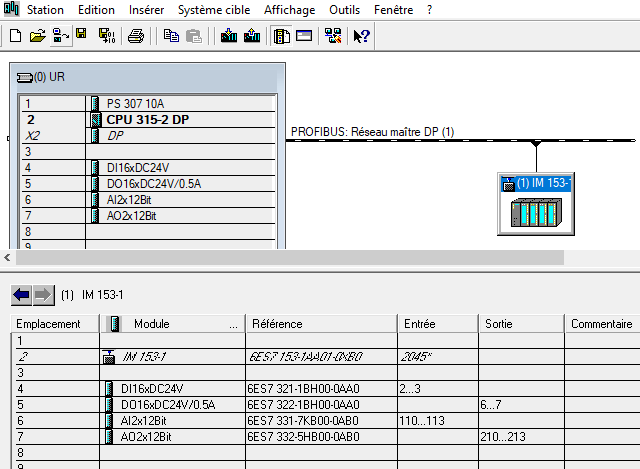 Station Edition Insérer Système cible Affichage Outils Fenêtre ?
(0) UR
1 PS 307 10A
2 CPU 315-2 DP
X2 DP
3
4 DI16xDC24V
5 DO16xDC24V/0.5A
6 AI2x12Bit
7 AO2x12Bit
8
9
PROFIBUS: Réseau maître DP (1)
(1) IM 153-1
(1) IM 153-1
Emplacement Module ... Référence Entrée Sortie Commentaire
1
2 IM 153-1 6ES7 153-1AA01-0XB0 2045*
3
4 DI16xDC24V 6ES7 321-1BH00-0AA0 2...3
5 DO16xDC24V/0.5A 6ES7 322-1BH00-0AA0 6...7
6 AI2x12Bit 6ES7 331-7KB00-0AB0 110...113
7 AO2x12Bit 6ES7 332-5HB00-0AB0 210...213
8
9